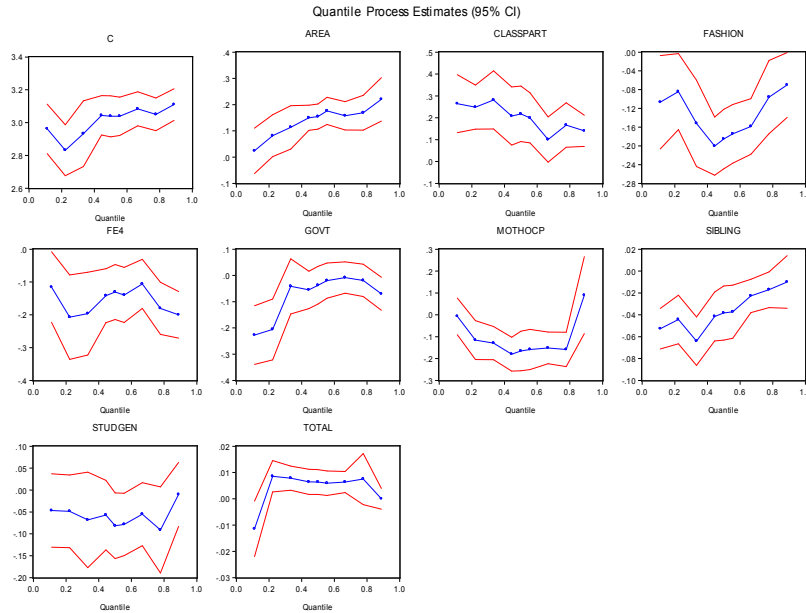 Quantile Process Estimates (95% CI)
C
3.4
3.2
3.0
2.8
2.6
0.0 0.2 0.4 0.6 0.8 1.0
Quantile
AREA
.4
.3
.2
.1
.0
-.1
0.0 0.2 0.4 0.6 0.8 1.0
Quantile
CLASSPART
.5
.4
.3
.2
.1
.0
-.1
0.0 0.2 0.4 0.6 0.8 1.0
Quantile
FASHION
.00
-.04
-.08
-.12
-.16
-.20
-.24
-.28
0.0 0.2 0.4 0.6 0.8 1.0
Quantile
FE4
.0
-.1
-.2
-.3
-.4
0.0 0.2 0.4 0.6 0.8 1.0
Quantile
GOVT
.1
.0
-.1
-.2
-.3
-.4
0.0 0.2 0.4 0.6 0.8 1.0
Quantile
MOTHOCP
.3
.2
.1
.0
-.1
-.2
-.3
0.0 0.2 0.4 0.6 0.8 1.0
Quantile
SIBLING
.02
.00
-.02
-.04
-.06
-.08
-.10
0.0 0.2 0.4 0.6 0.8 1.0
Quantile
STUDGEN
.10
.05
.00
-.05
-.10
-.15
-.20
0.0 0.2 0.4 0.6 0.8 1.0
Quantile
TOTAL
.02
.01
.00
-.01
-.02
-.03
0.0 0.2 0.4 0.6 0.8 1.0
Quantile